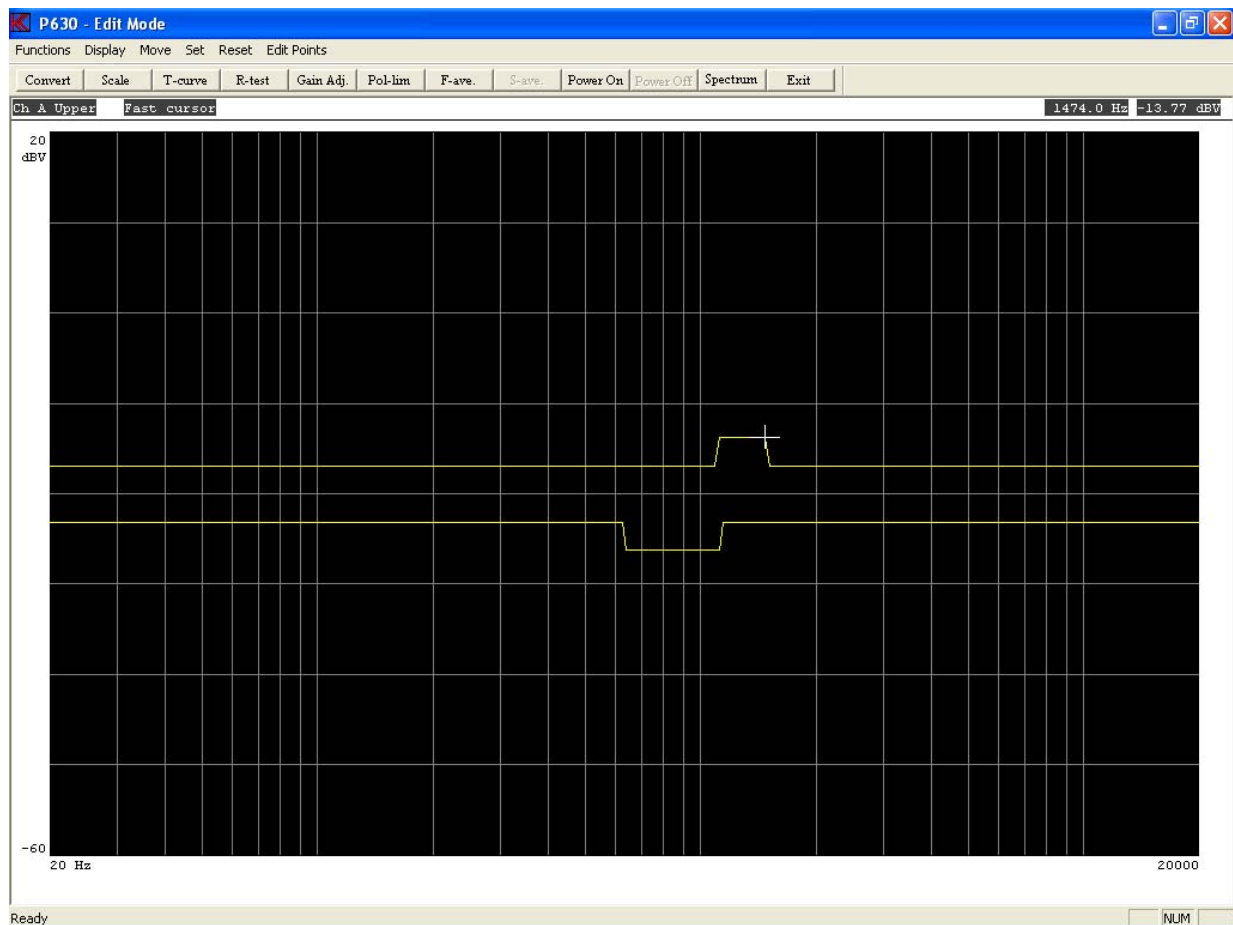 P630 - Edit Mode
Functions Display Move Set Reset Edit Points
Convert Scale T-curve R-test Gain Adj. Pol-lim F-ave. S-ave. Power On Power Off Spectrum Exit
Ch A Upper Fast cursor 1474.0 Hz -13.77 dBV
20
dBV
-60
20 Hz 20000
Ready NUM